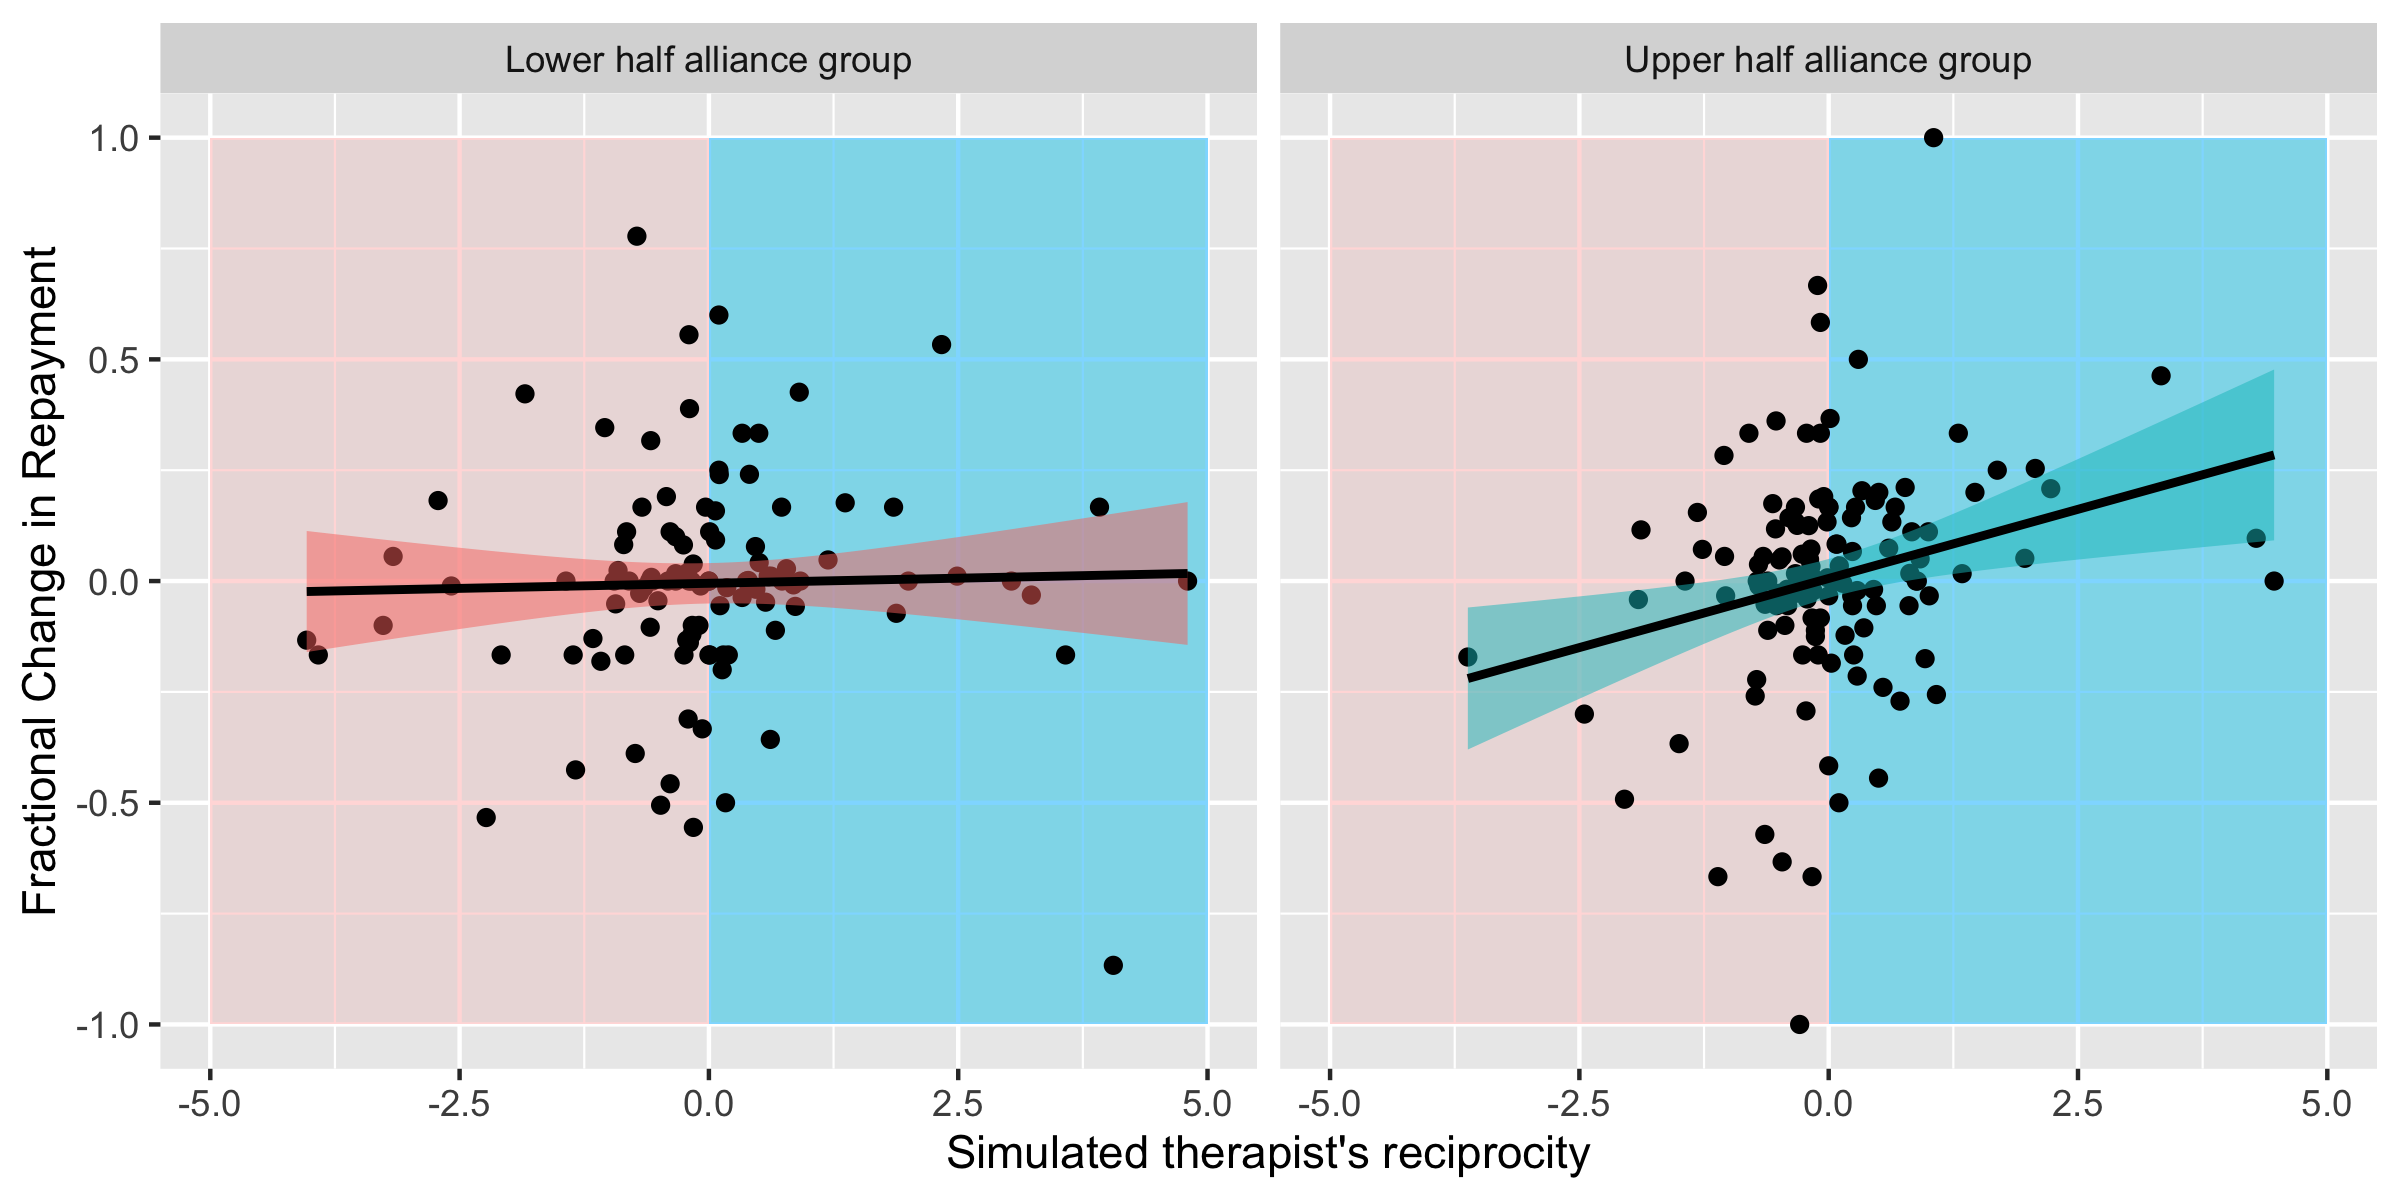 Lower half alliance group
Upper half alliance group
Fractional Change in Repayment
1.0
0.5
0.0
-0.5
-1.0
-5.0 -2.5 0.0 2.5 5.0
-5.0 -2.5 0.0 2.5 5.0
Simulated therapist's reciprocity